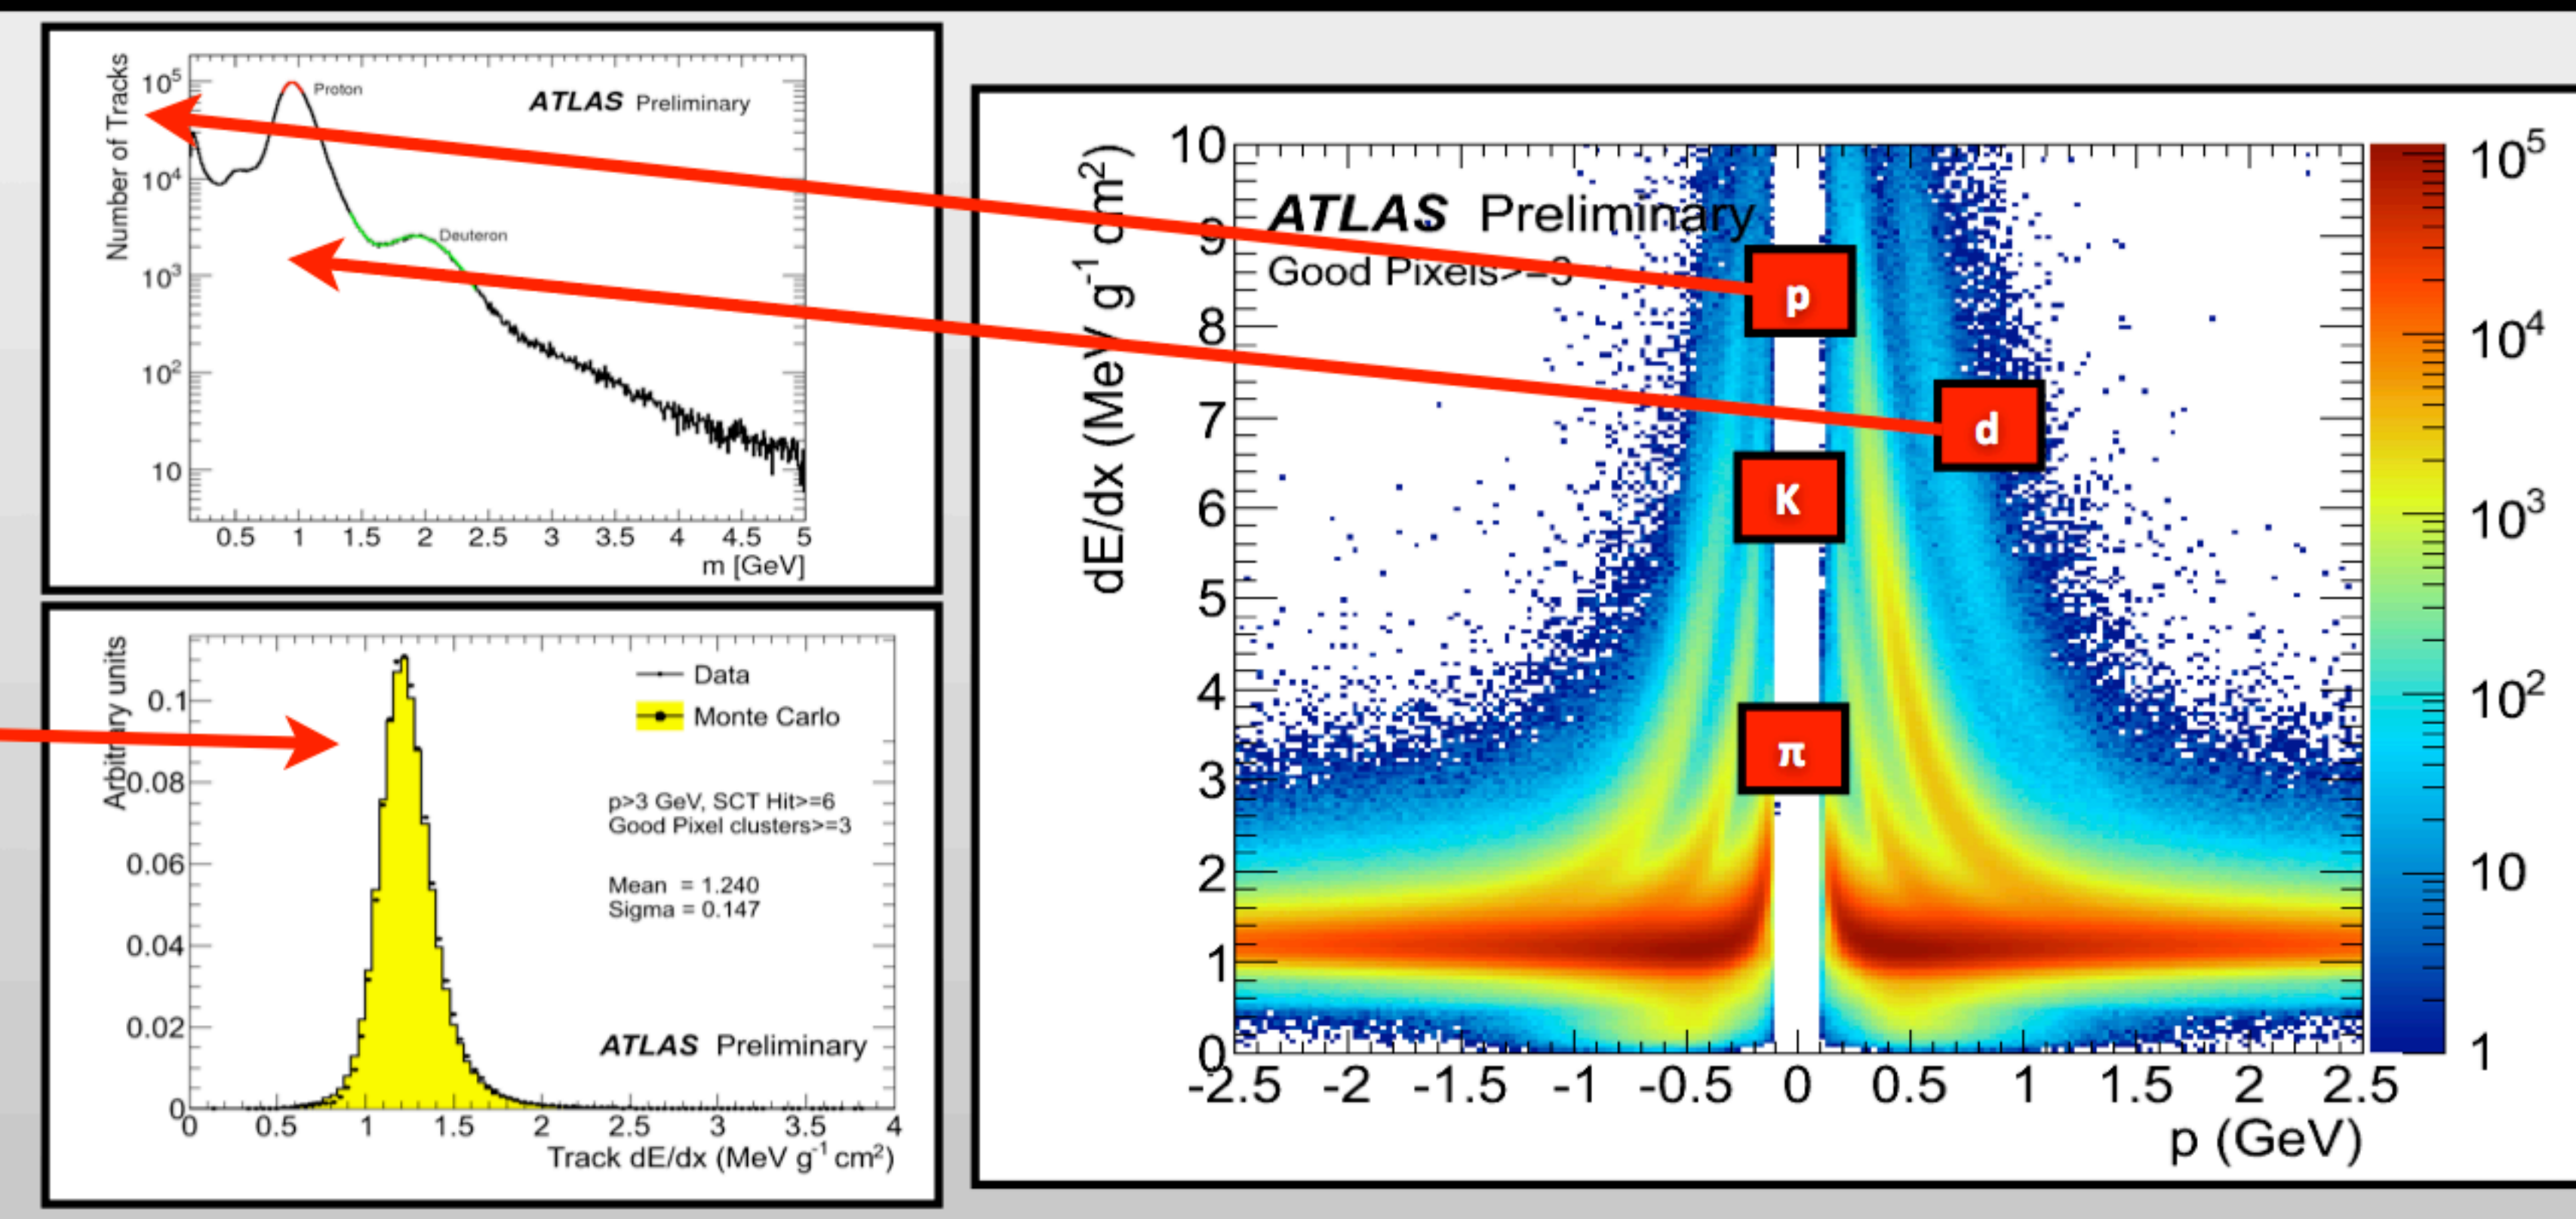 Number of Tracks
10^5
10^4
10^3
10^2
10
Proton
ATLAS Preliminary
Deuteron
0.5 1 1.5 2 2.5 3 3.5 4 4.5 5
m [GeV]
Arbitrary units
0.1
0.08
0.06
0.04
0.02
0
Data
Monte Carlo
p>3 GeV, SCT Hit>=6
Good Pixel clusters>=3
Mean = 1.240
Sigma = 0.147
ATLAS Preliminary
0 0.5 1 1.5 2 2.5 3 3.5 4
Track dE/dx (MeV g^-1 cm^2)
dE/dx (MeV g^-1 cm^2)
10
9
8
7
6
5
4
3
2
1
0
ATLAS Preliminary
Good Pixels>=3
p
d
K
π
-2.5 -2 -1.5 -1 -0.5 0 0.5 1 1.5 2 2.5
p (GeV)
10^5
10^4
10^3
10^2
10
1